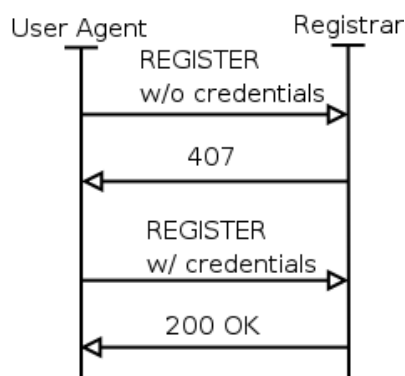 User Agent
Registrar
REGISTER
w/o credentials
407
REGISTER
w/ credentials
200 OK